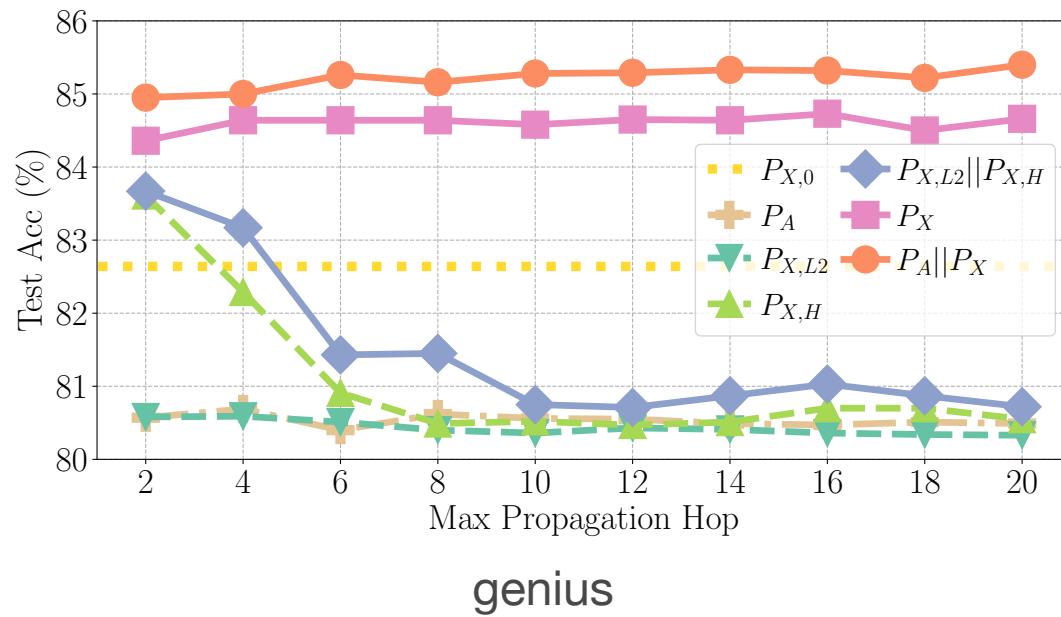 86
85
84
83
82
81
80
Test Acc (%)
P_{X,0}
P_A
P_{X,L2}
P_{X,H}
P_{X,L2}||P_{X,H}
P_X
P_A||P_X
2 4 6 8 10 12 14 16 18 20
Max Propagation Hop
genius